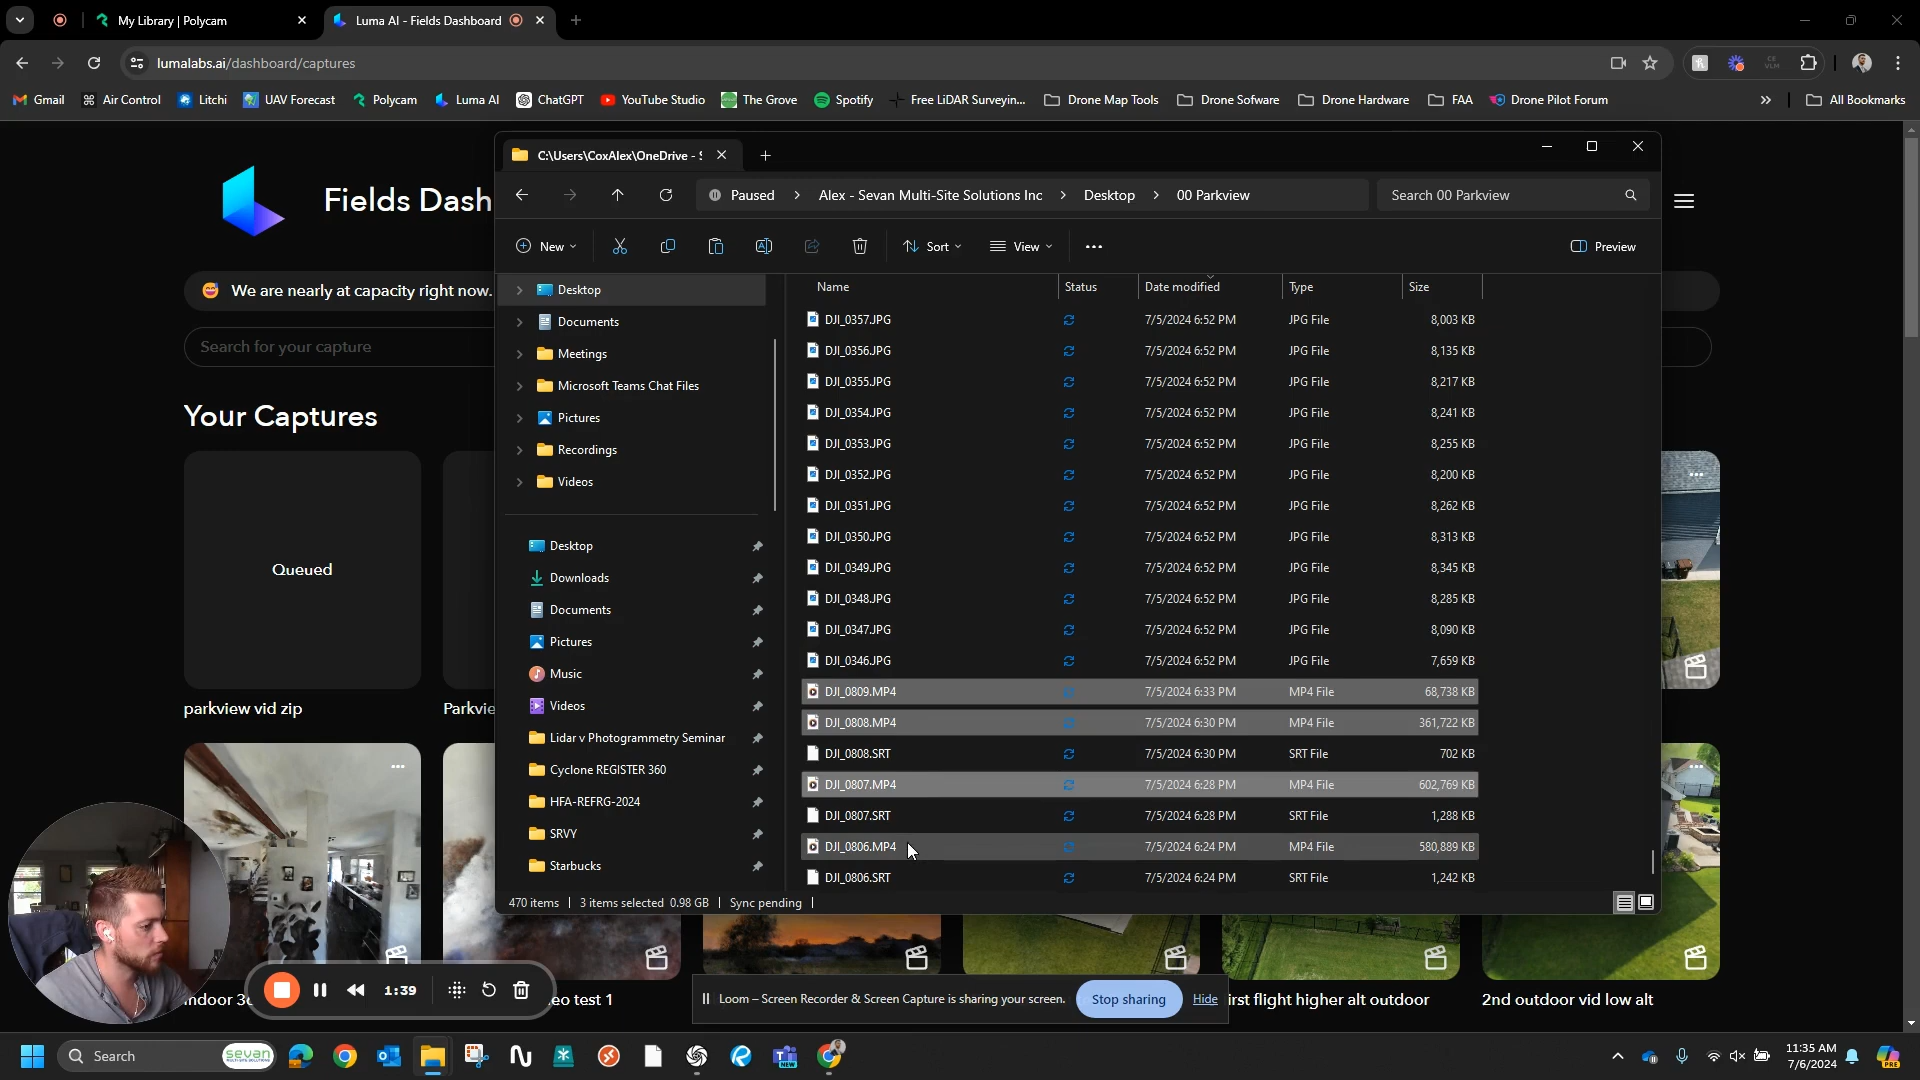 My Library | Polycam
Luma AI - Fields Dashboard
lumalabs.ai/dashboard/captures
Gmail
Air Control
Litchi
UAV Forecast
Polycam
Luma AI
ChatGPT
YouTube Studio
The Grove
Spotify
Free LiDAR Surveyin...
Drone Map Tools
Drone Sofware
Drone Hardware
FAA
Drone Pilot Forum
All Bookmarks
Fields Dash
We are nearly at capacity right now.
Search for your capture
Your Captures
Queued
parkview vid zip
Parkvie
C:\Users\CoxAlex\OneDrive - S
Paused > Alex - Sevan Multi-Site Solutions Inc > Desktop > 00 Parkview
Search 00 Parkview
New
Sort
View
Preview
Desktop
Documents
Meetings
Microsoft Teams Chat Files
Pictures
Recordings
Videos
Desktop
Downloads
Documents
Pictures
Music
Videos
Lidar v Photogrammetry Seminar
Cyclone REGISTER 360
HFA-REFRG-2024
SRVY
Starbucks
Name Status Date modified Type Size
DJI_0357.JPG 7/5/2024 6:52 PM JPG File 8,003 KB
DJI_0356.JPG 7/5/2024 6:52 PM JPG File 8,135 KB
DJI_0355.JPG 7/5/2024 6:52 PM JPG File 8,217 KB
DJI_0354.JPG 7/5/2024 6:52 PM JPG File 8,241 KB
DJI_0353.JPG 7/5/2024 6:52 PM JPG File 8,255 KB
DJI_0352.JPG 7/5/2024 6:52 PM JPG File 8,200 KB
DJI_0351.JPG 7/5/2024 6:52 PM JPG File 8,262 KB
DJI_0350.JPG 7/5/2024 6:52 PM JPG File 8,313 KB
DJI_0349.JPG 7/5/2024 6:52 PM JPG File 8,345 KB
DJI_0348.JPG 7/5/2024 6:52 PM JPG File 8,285 KB
DJI_0347.JPG 7/5/2024 6:52 PM JPG File 8,090 KB
DJI_0346.JPG 7/5/2024 6:52 PM JPG File 7,659 KB
DJI_0809.MP4 7/5/2024 6:33 PM MP4 File 68,738 KB
DJI_0808.MP4 7/5/2024 6:30 PM MP4 File 361,722 KB
DJI_0808.SRT 7/5/2024 6:30 PM SRT File 702 KB
DJI_0807.MP4 7/5/2024 6:28 PM MP4 File 602,769 KB
DJI_0807.SRT 7/5/2024 6:28 PM SRT File 1,288 KB
DJI_0806.MP4 7/5/2024 6:24 PM MP4 File 580,889 KB
DJI_0806.SRT 7/5/2024 6:24 PM SRT File 1,242 KB
470 items 3 items selected 0.98 GB Sync pending
1:39
ndoor 3
eo test 1
Loom – Screen Recorder & Screen Capture is sharing your screen.
Stop sharing
Hide
irst flight higher alt outdoor
2nd outdoor vid low alt
Search
sevan
NEW
11:35 AM
7/6/2024
PRE